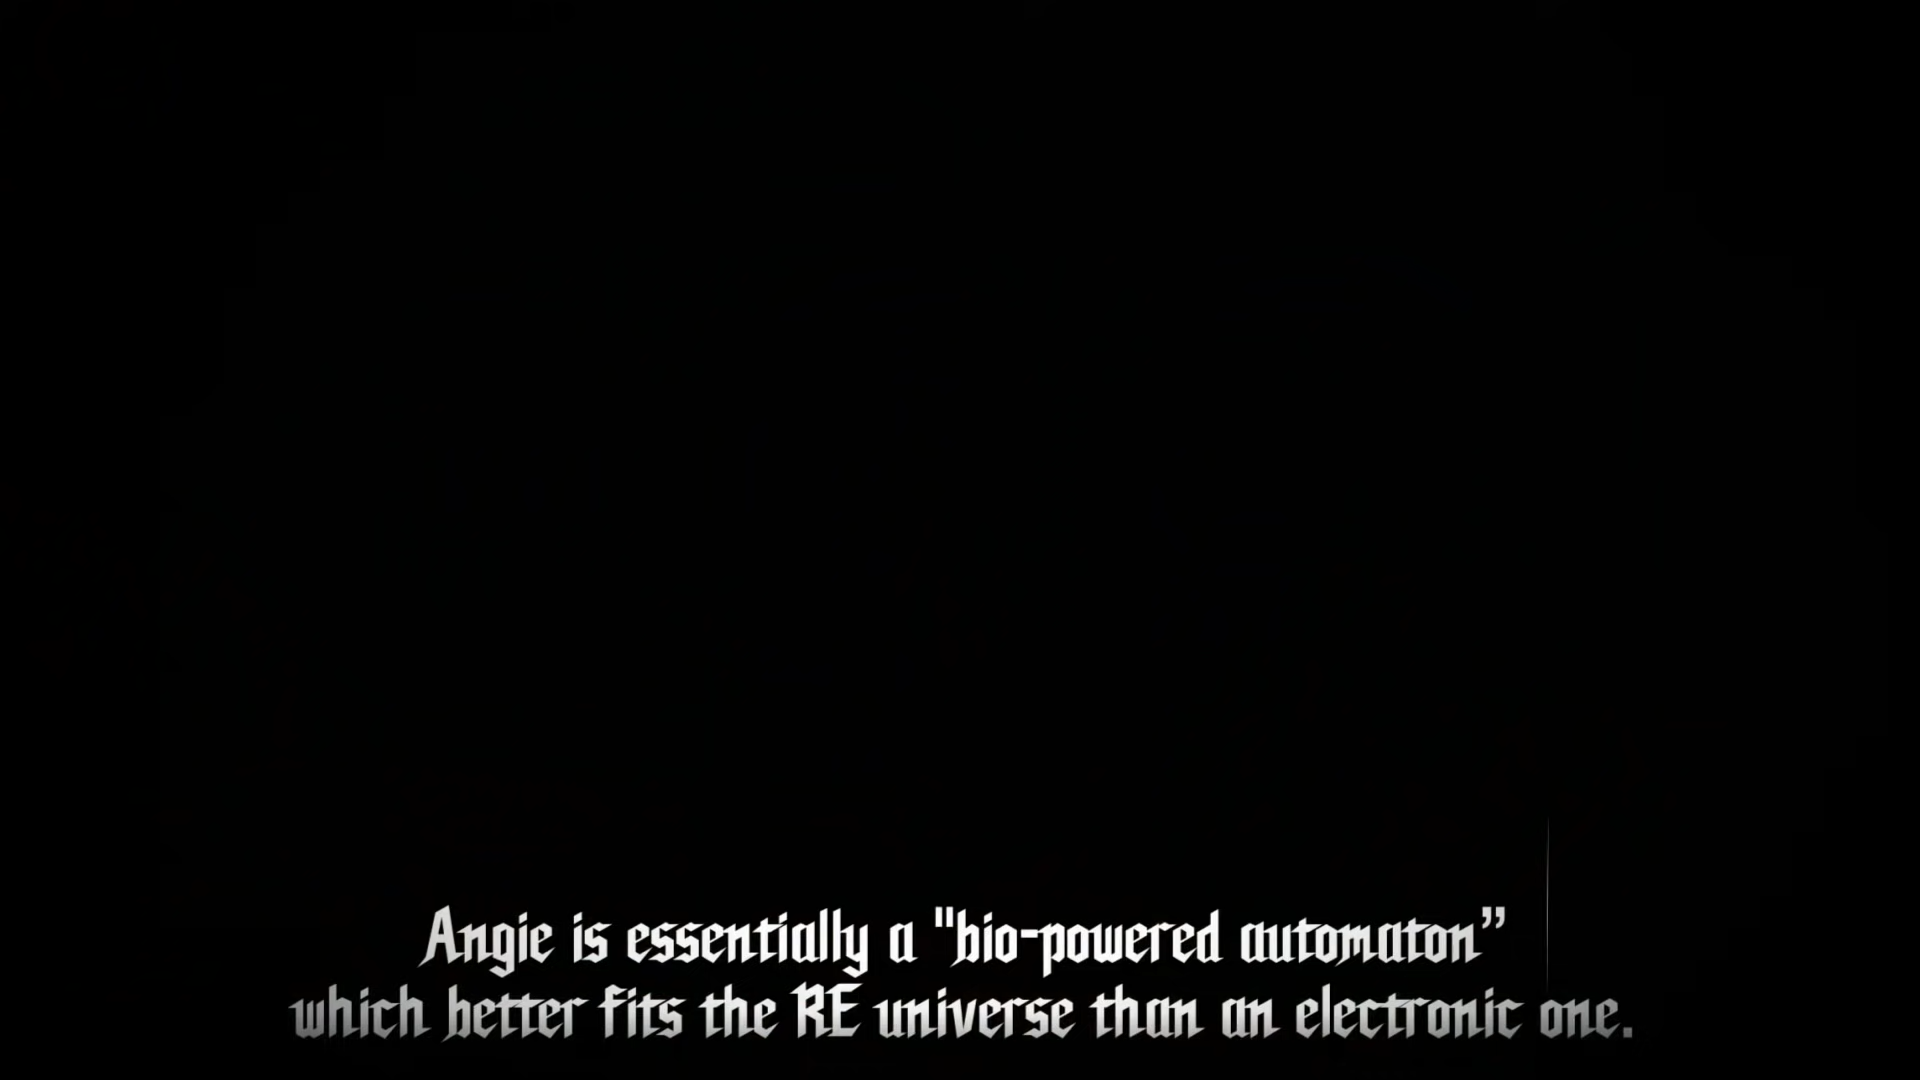 Angie is essentially a "bio-powered automaton”
which better fits the RE universe than an electronic one.